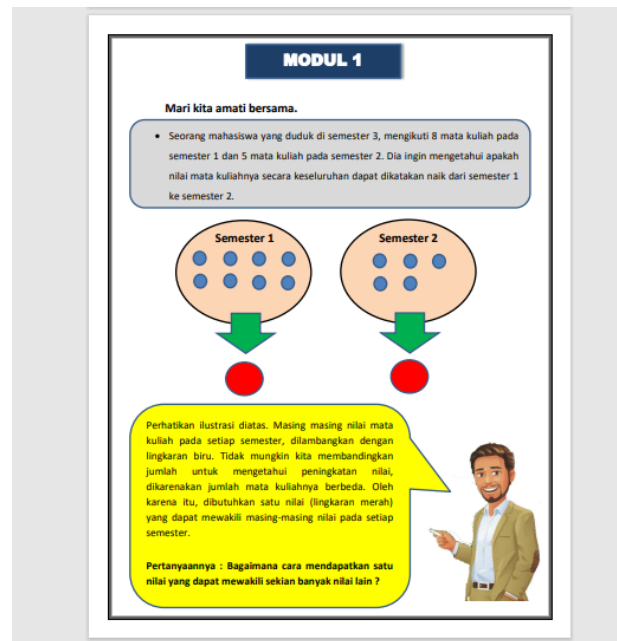 MODUL 1
Mari kita amati bersama.
• Seorang mahasiswa yang duduk di semester 3, mengikuti 8 mata kuliah pada
semester 1 dan 5 mata kuliah pada semester 2. Dia ingin mengetahui apakah
nilai mata kuliahnya secara keseluruhan dapat dikatakan naik dari semester 1
ke semester 2.
Semester 1
Semester 2
Perhatikan ilustrasi diatas. Masing masing nilai mata
kuliah pada setiap semester, dilambangkan dengan
lingkaran biru. Tidak mungkin kita membandingkan
jumlah untuk mengetahui peningkatan nilai,
dikarenakan jumlah mata kuliahnya berbeda. Oleh
karena itu, dibutuhkan satu nilai (lingkaran merah)
yang dapat mewakili masing-masing nilai pada setiap
semester.
Pertanyaannya : Bagaimana cara mendapatkan satu
nilai yang dapat mewakili sekian banyak nilai lain ?